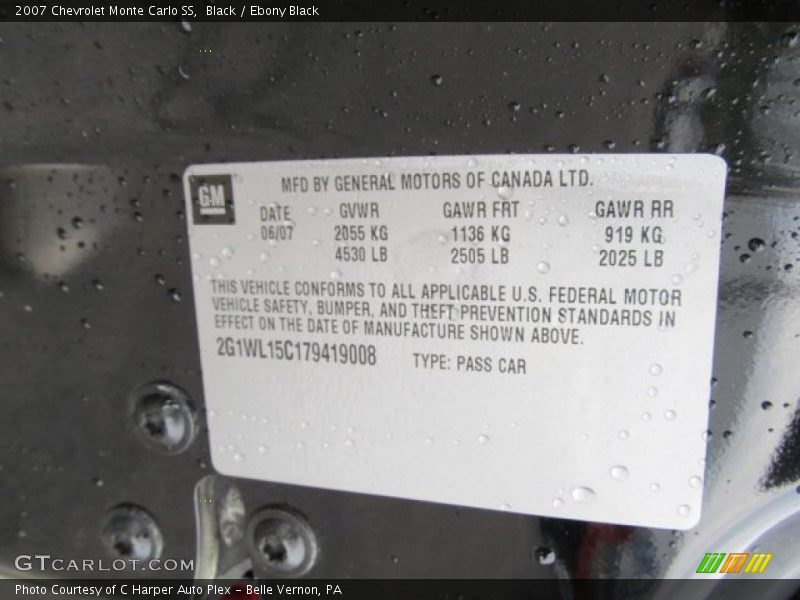 2007 Chevrolet Monte Carlo SS, Black / Ebony Black
GM
MFD BY GENERAL MOTORS OF CANADA LTD.
DATE GVWR GAWR FRT GAWR RR
06/07 2055 KG 1136 KG 919 KG
4530 LB 2505 LB 2025 LB
THIS VEHICLE CONFORMS TO ALL APPLICABLE U.S. FEDERAL MOTOR
VEHICLE SAFETY, BUMPER, AND THEFT PREVENTION STANDARDS IN
EFFECT ON THE DATE OF MANUFACTURE SHOWN ABOVE.
2G1WL15C179419008 TYPE: PASS CAR
GTCARLOT.COM
Photo Courtesy of C Harper Auto Plex - Belle Vernon, PA